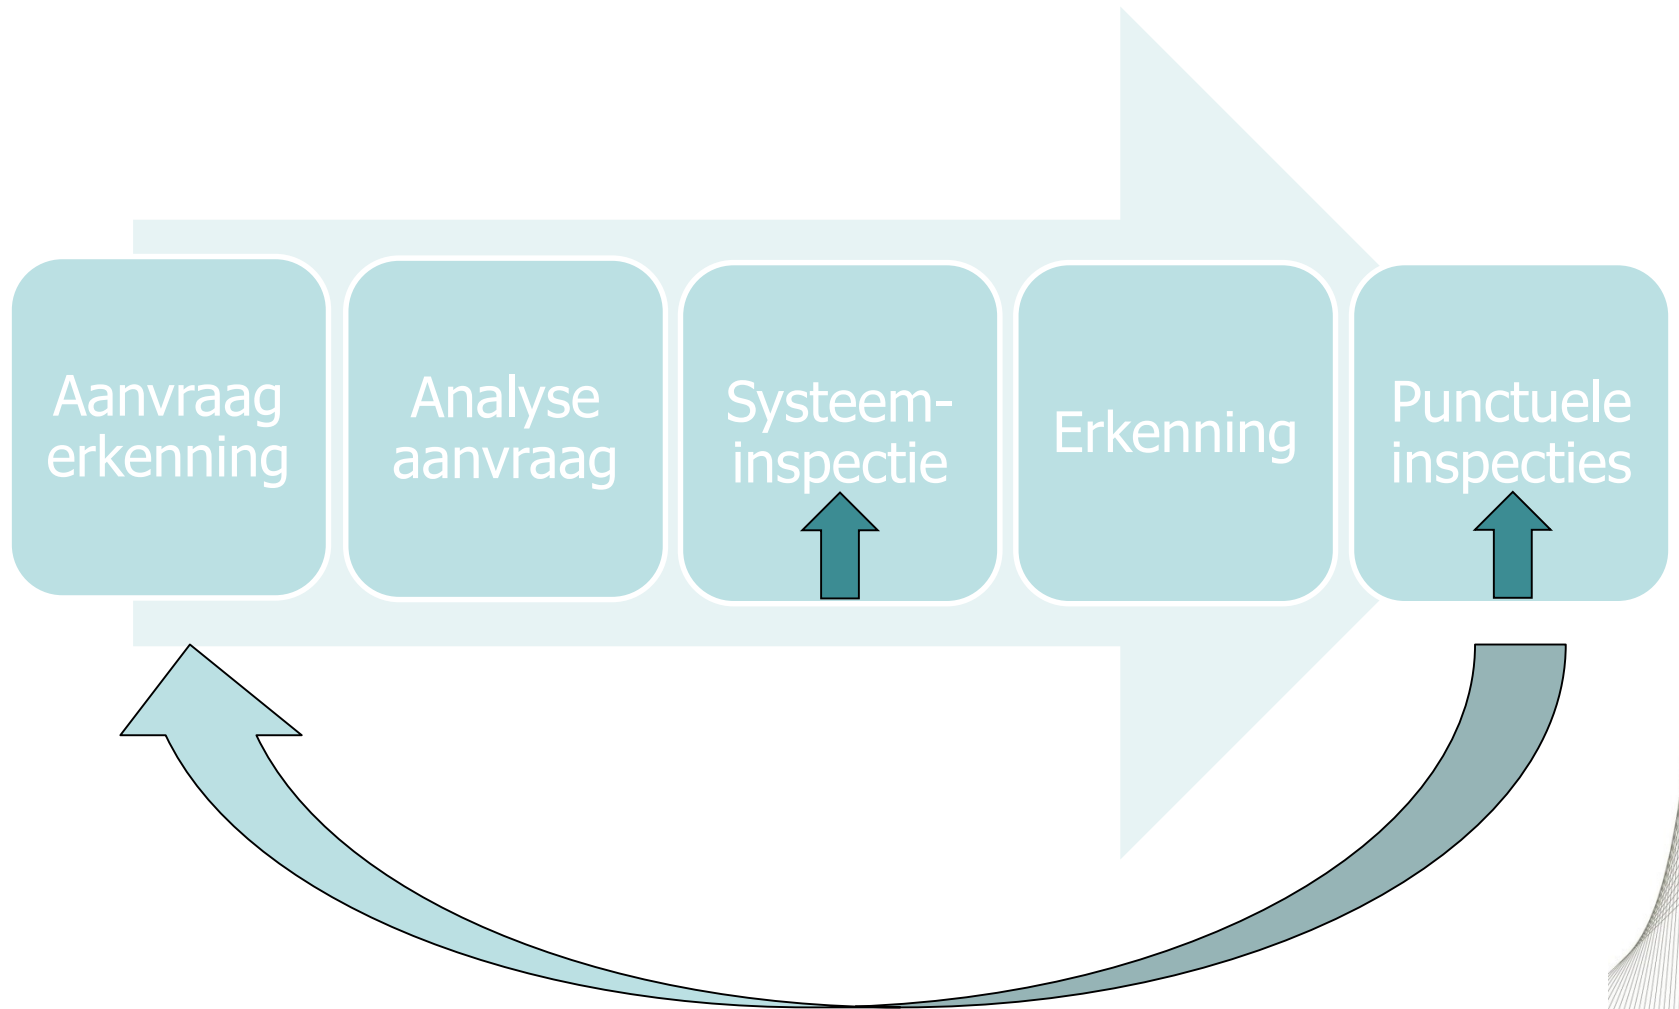 Aanvraag
erkenning
Analyse
aanvraag
Systeem-
inspectie
Erkenning
Punctuele
inspecties